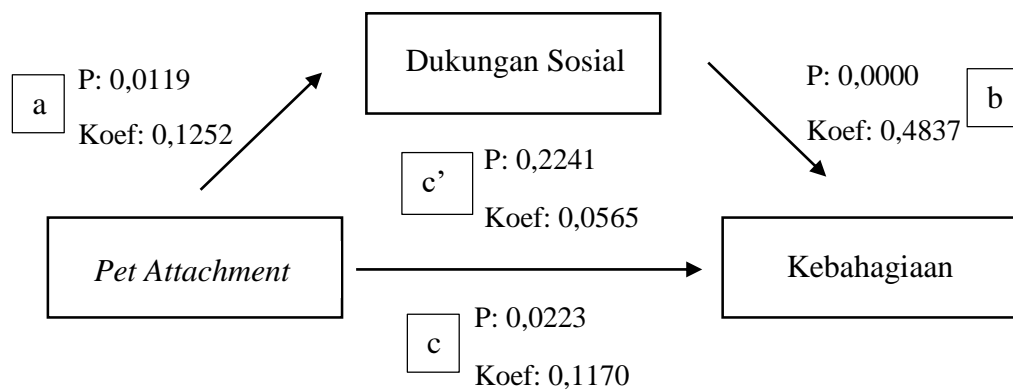 Dukungan Sosial
a
P: 0,0119
Koef: 0,1252
P: 0,0000
Koef: 0,4837
b
c’
P: 0,2241
Koef: 0,0565
Pet Attachment
Kebahagiaan
c
P: 0,0223
Koef: 0,1170